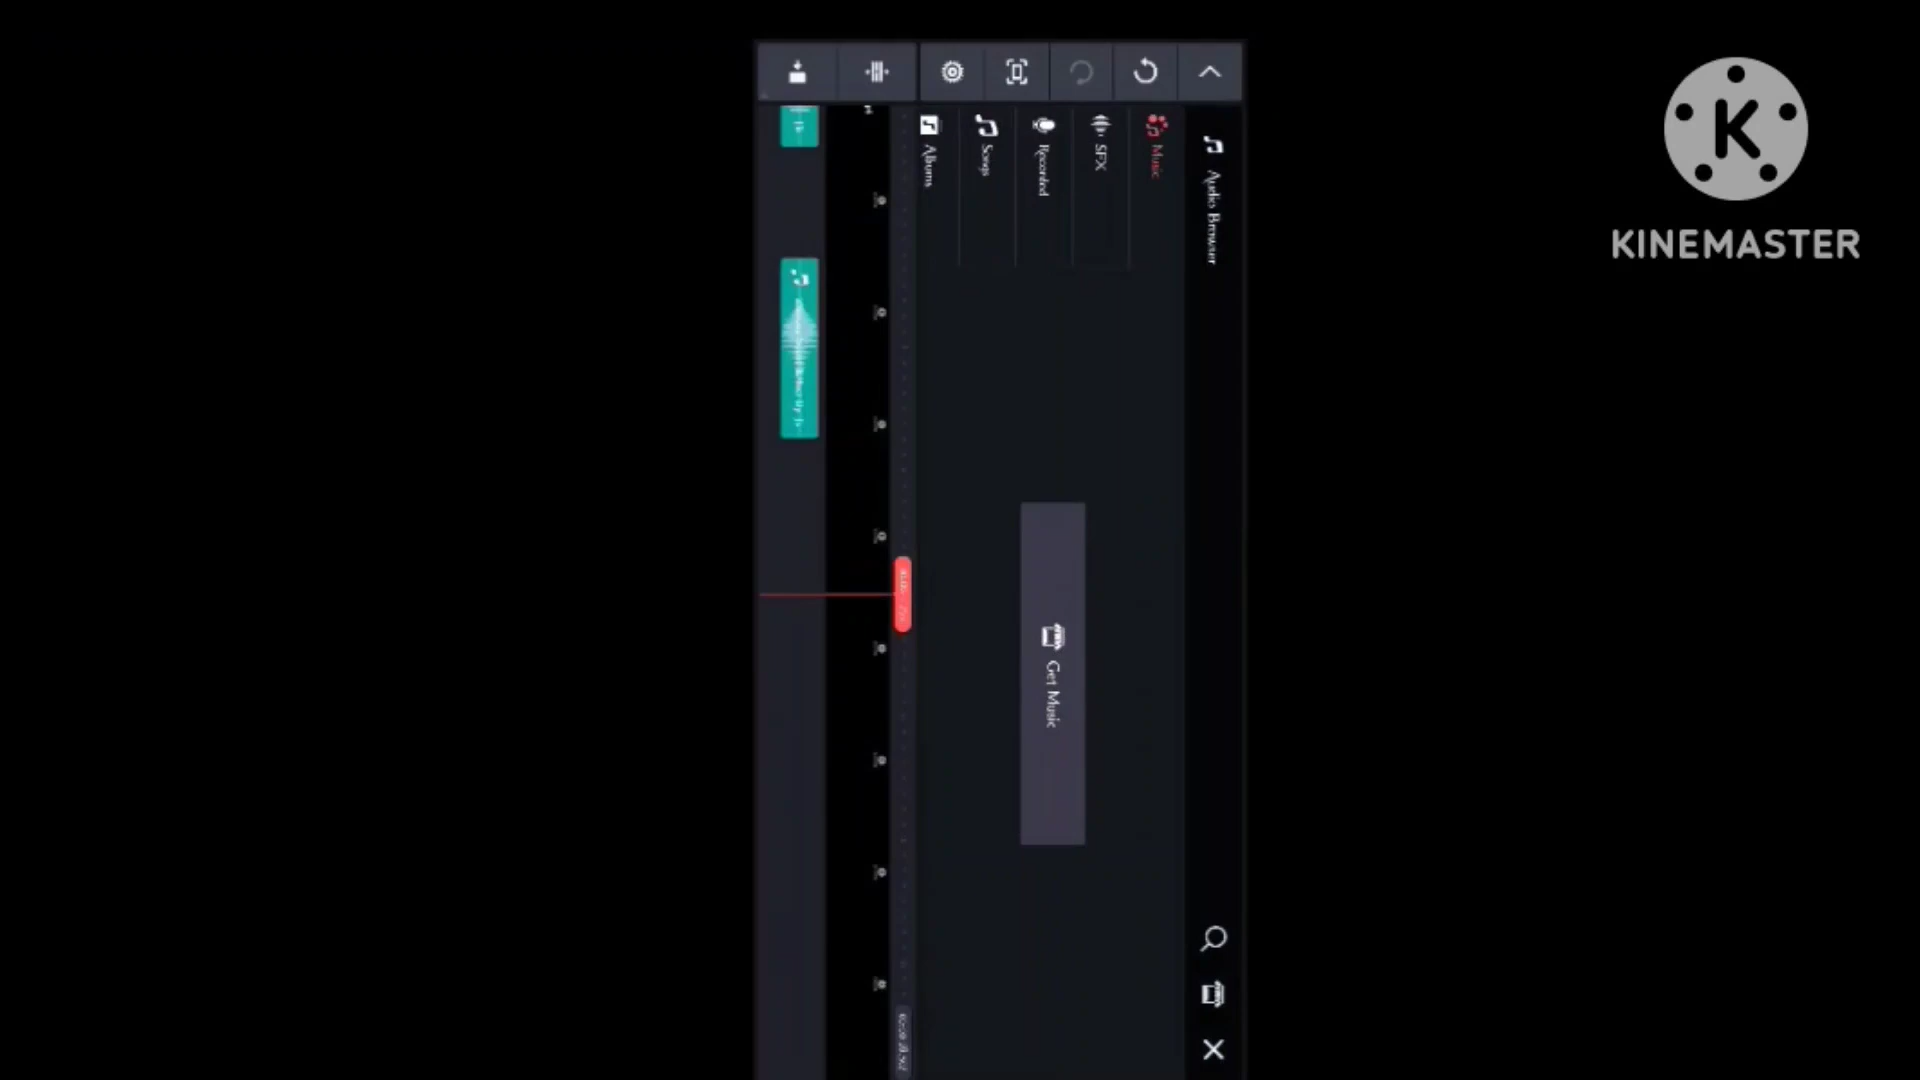 Audio Browser
Music
SFX
Recorded
Songs
Albums
Get Music
KINEMASTER